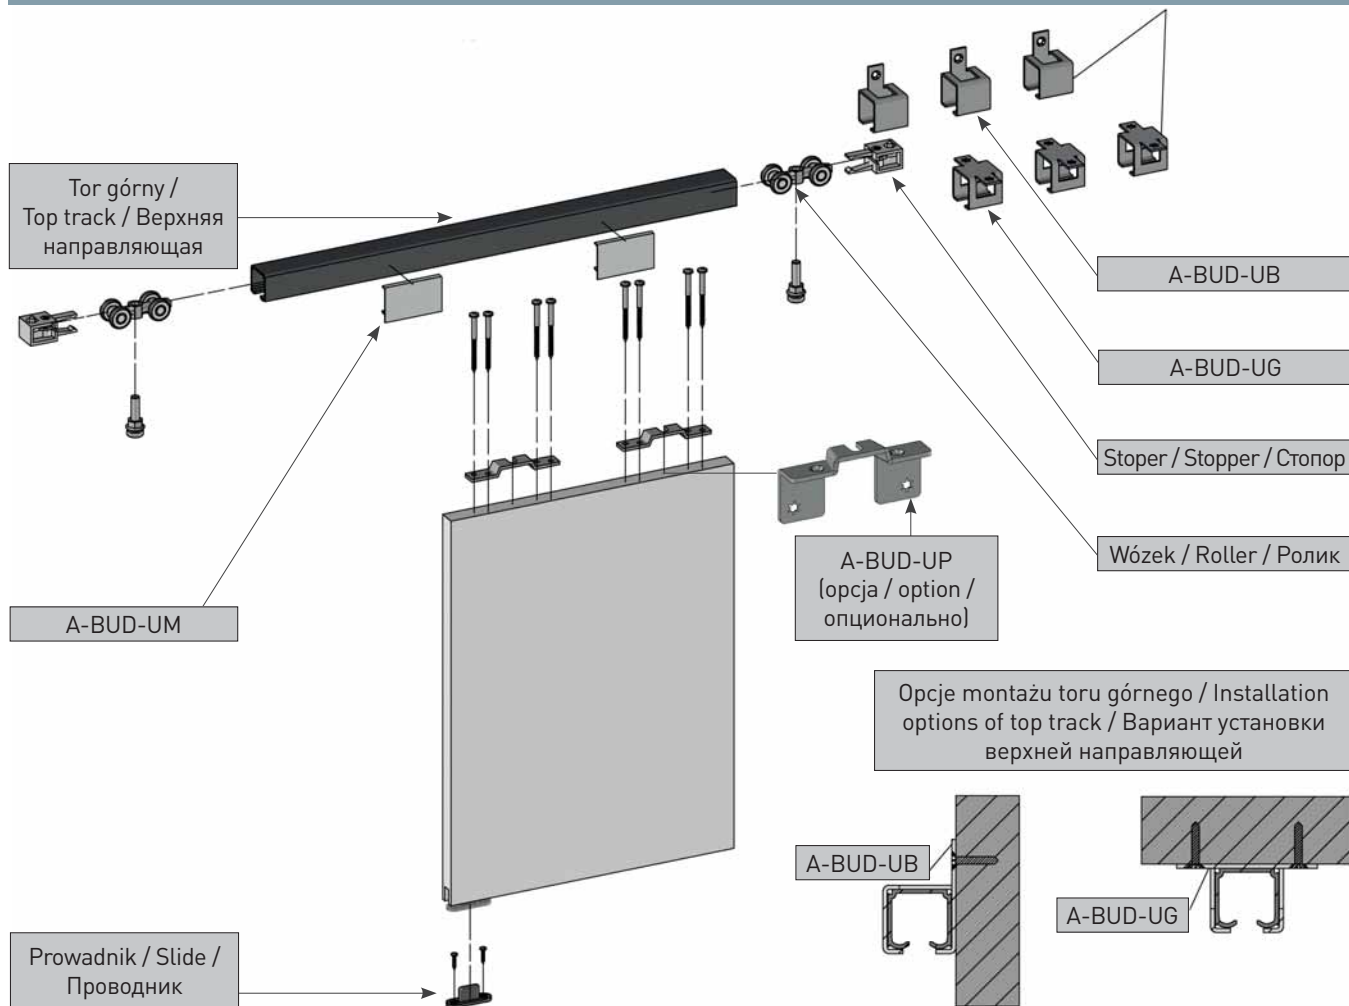 Tor górny /
Top track / Верхняя
направляющая
A-BUD-UB
A-BUD-UG
Stoper / Stopper / Стопор
Wózek / Roller / Ролик
A-BUD-UP
(opcja / option /
опционально)
A-BUD-UM
Opcje montażu toru górnego / Installation
options of top track / Вариант установки
верхней направляющей
A-BUD-UB
A-BUD-UG
Prowadnik / Slide /
Проводник